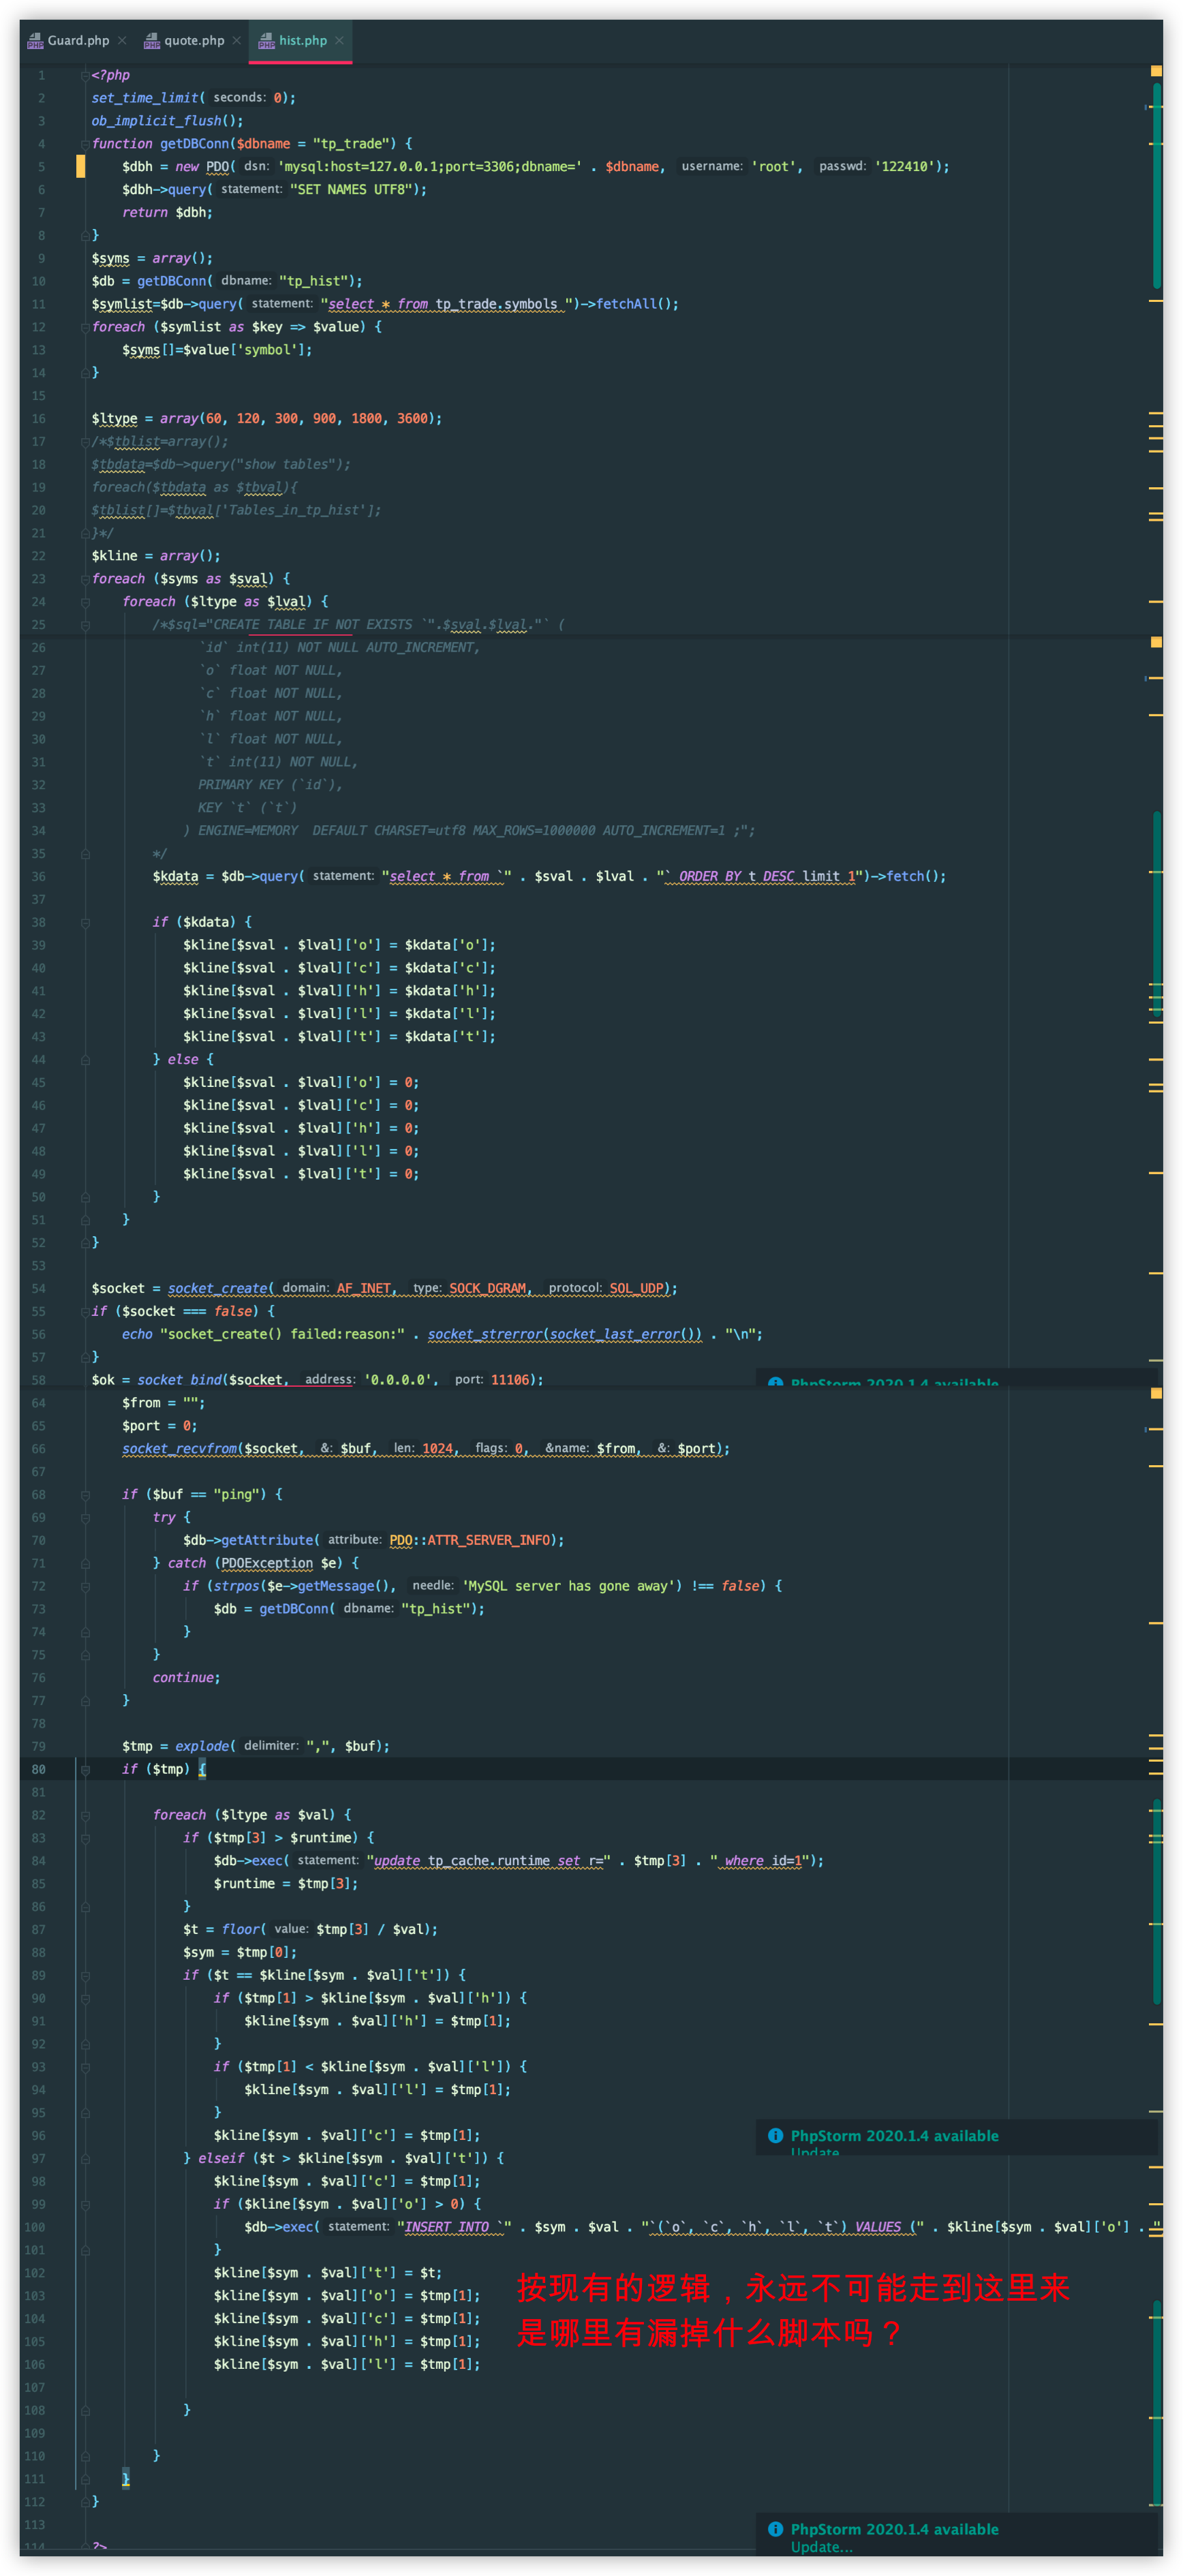 Guard.php × quote.php × hist.php ×
1 <?php
2 set_time_limit( seconds: 0);
3 ob_implicit_flush();
4 function getDBConn($dbname = "tp_trade") {
5 $dbh = new PDO( dsn: 'mysql:host=127.0.0.1;port=3306;dbname=' . $dbname, username: 'root', passwd: '122410');
6 $dbh->query( statement: "SET NAMES UTF8");
7 return $dbh;
8 }
9 $syms = array();
10 $db = getDBConn( dbname: "tp_hist");
11 $symlist=$db->query( statement: "select * from tp_trade.symbols ")->fetchAll();
12 foreach ($symlist as $key => $value) {
13 $syms[]=$value['symbol'];
14 }
15
16 $ltype = array(60, 120, 300, 900, 1800, 3600);
17 /*$tblist=array();
18 $tbdata=$db->query("show tables");
19 foreach($tbdata as $tbval){
20 $tblist[]=$tbval['Tables_in_tp_hist'];
21 }*/
22 $kline = array();
23 foreach ($syms as $sval) {
24 foreach ($ltype as $lval) {
25 /*$sql="CREATE TABLE IF NOT EXISTS `".$sval.$lval."` (
26 `id` int(11) NOT NULL AUTO_INCREMENT,
27 `o` float NOT NULL,
28 `c` float NOT NULL,
29 `h` float NOT NULL,
30 `l` float NOT NULL,
31 `t` int(11) NOT NULL,
32 PRIMARY KEY (`id`),
33 KEY `t` (`t`)
34 ) ENGINE=MEMORY DEFAULT CHARSET=utf8 MAX_ROWS=1000000 AUTO_INCREMENT=1 ;";
35 */
36 $kdata = $db->query( statement: "select * from `" . $sval . $lval . "` ORDER BY t DESC limit 1")->fetch();
37
38 if ($kdata) {
39 $kline[$sval . $lval]['o'] = $kdata['o'];
40 $kline[$sval . $lval]['c'] = $kdata['c'];
41 $kline[$sval . $lval]['h'] = $kdata['h'];
42 $kline[$sval . $lval]['l'] = $kdata['l'];
43 $kline[$sval . $lval]['t'] = $kdata['t'];
44 } else {
45 $kline[$sval . $lval]['o'] = 0;
46 $kline[$sval . $lval]['c'] = 0;
47 $kline[$sval . $lval]['h'] = 0;
48 $kline[$sval . $lval]['l'] = 0;
49 $kline[$sval . $lval]['t'] = 0;
50 }
51 }
52 }
53
54 $socket = socket_create( domain: AF_INET, type: SOCK_DGRAM, protocol: SOL_UDP);
55 if ($socket === false) {
56 echo "socket_create() failed:reason:" . socket_strerror(socket_last_error()) . "\n";
57 }
58 $ok = socket_bind($socket, address: '0.0.0.0', port: 11106);
PhpStorm 2020.1.4 available
64 $from = "";
65 $port = 0;
66 socket_recvfrom($socket, &: $buf, len: 1024, flags: 0, &name: $from, &: $port);
67
68 if ($buf == "ping") {
69 try {
70 $db->getAttribute( attribute: PDO::ATTR_SERVER_INFO);
71 } catch (PDOException $e) {
72 if (strpos($e->getMessage(), needle: 'MySQL server has gone away') !== false) {
73 $db = getDBConn( dbname: "tp_hist");
74 }
75 }
76 continue;
77 }
78
79 $tmp = explode( delimiter: ",", $buf);
80 if ($tmp) {
81
82 foreach ($ltype as $val) {
83 if ($tmp[3] > $runtime) {
84 $db->exec( statement: "update tp_cache.runtime set r=" . $tmp[3] . " where id=1");
85 $runtime = $tmp[3];
86 }
87 $t = floor( value: $tmp[3] / $val);
88 $sym = $tmp[0];
89 if ($t == $kline[$sym . $val]['t']) {
90 if ($tmp[1] > $kline[$sym . $val]['h']) {
91 $kline[$sym . $val]['h'] = $tmp[1];
92 }
93 if ($tmp[1] < $kline[$sym . $val]['l']) {
94 $kline[$sym . $val]['l'] = $tmp[1];
95 }
96 $kline[$sym . $val]['c'] = $tmp[1];
PhpStorm 2020.1.4 available
Update
97 } elseif ($t > $kline[$sym . $val]['t']) {
98 $kline[$sym . $val]['c'] = $tmp[1];
99 if ($kline[$sym . $val]['o'] > 0) {
100 $db->exec( statement: "INSERT INTO `" . $sym . $val . "`(`o`, `c`, `h`, `l`, `t`) VALUES (" . $kline[$sym . $val]['o'] . "
101 }
102 $kline[$sym . $val]['t'] = $t;
103 $kline[$sym . $val]['o'] = $tmp[1];
104 $kline[$sym . $val]['c'] = $tmp[1];
105 $kline[$sym . $val]['h'] = $tmp[1];
106 $kline[$sym . $val]['l'] = $tmp[1];
按现有的逻辑，永远不可能走到这里来
是哪里有漏掉什么脚本吗？
107
108 }
109
110 }
111 }
112 }
113
114 ?>
PhpStorm 2020.1.4 available
Update...